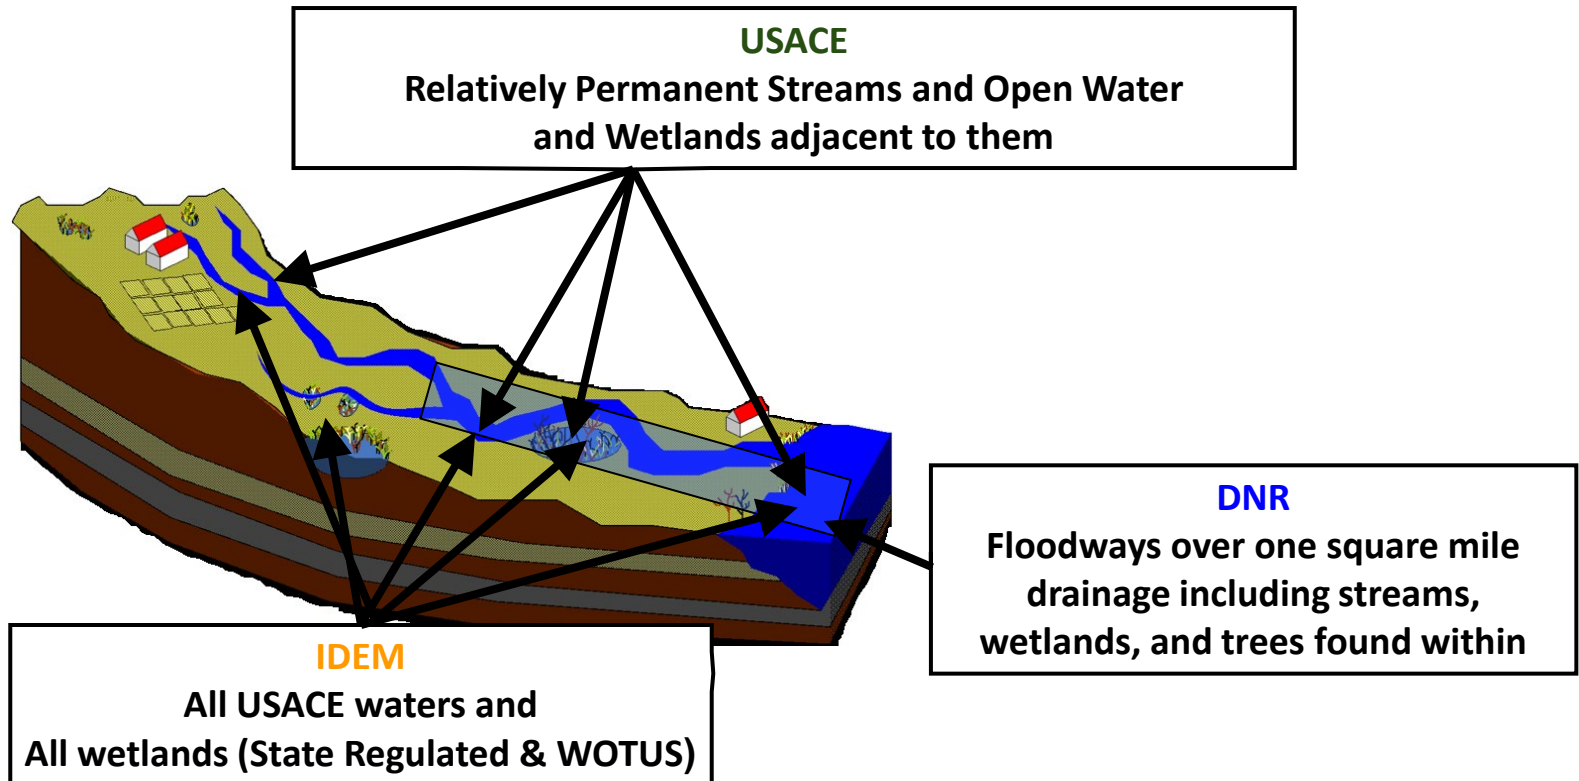 USACE
Relatively Permanent Streams and Open Water
and Wetlands adjacent to them
DNR
Floodways over one square mile
drainage including streams,
wetlands, and trees found within
IDEM
All USACE waters and
All wetlands (State Regulated & WOTUS)